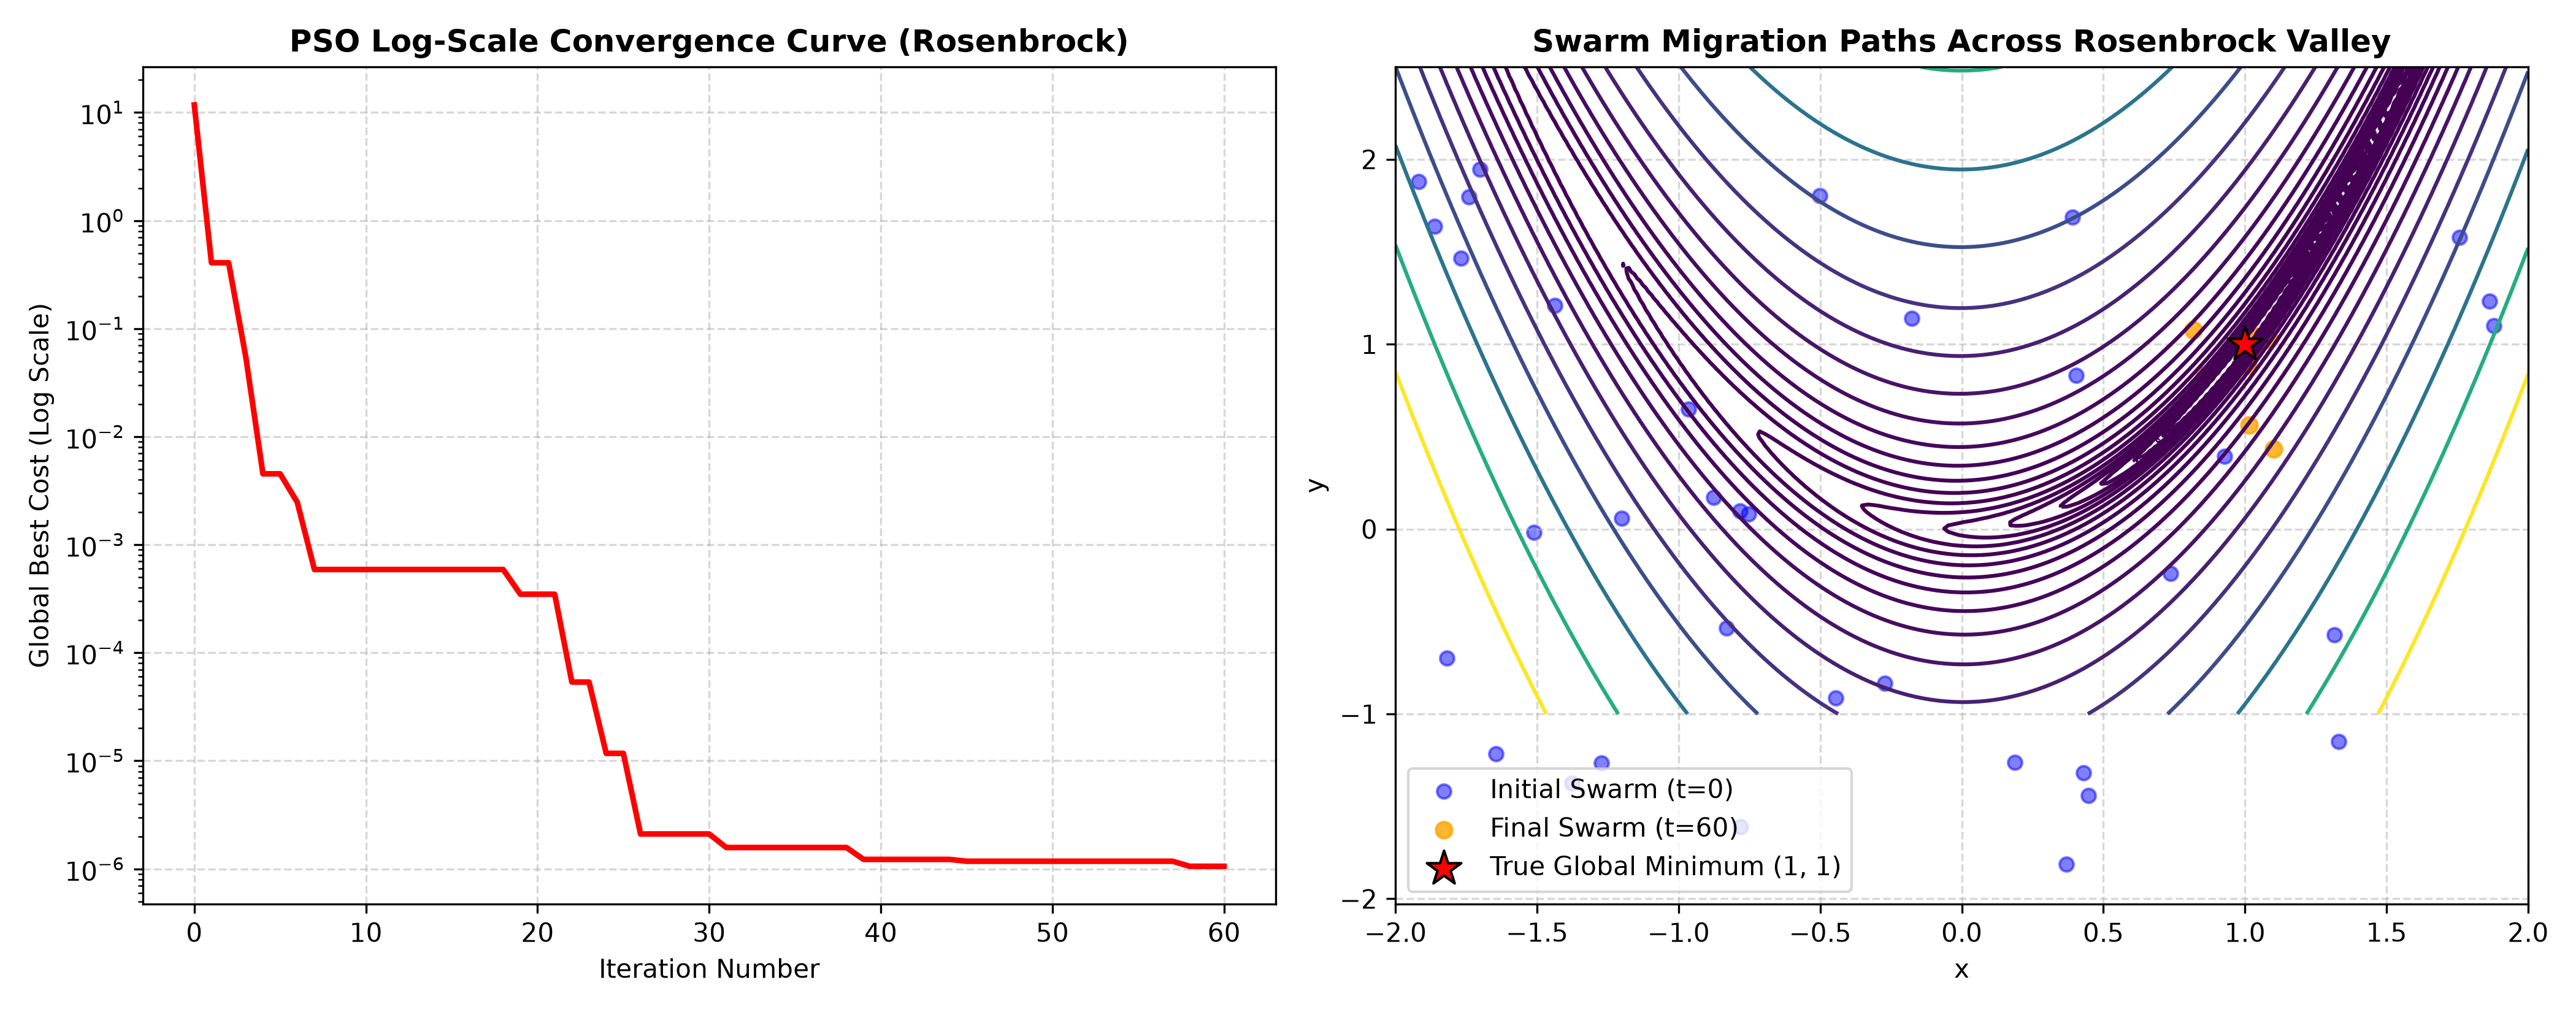 PSO Log-Scale Convergence Curve (Rosenbrock)
Global Best Cost (Log Scale)
10¹
10⁰
10⁻¹
10⁻²
10⁻³
10⁻⁴
10⁻⁵
10⁻⁶
0 10 20 30 40 50 60
Iteration Number
Swarm Migration Paths Across Rosenbrock Valley
y
2
1
0
−1
−2
Initial Swarm (t=0)
Final Swarm (t=60)
True Global Minimum (1, 1)
−2.0 −1.5 −1.0 −0.5 0.0 0.5 1.0 1.5 2.0
x